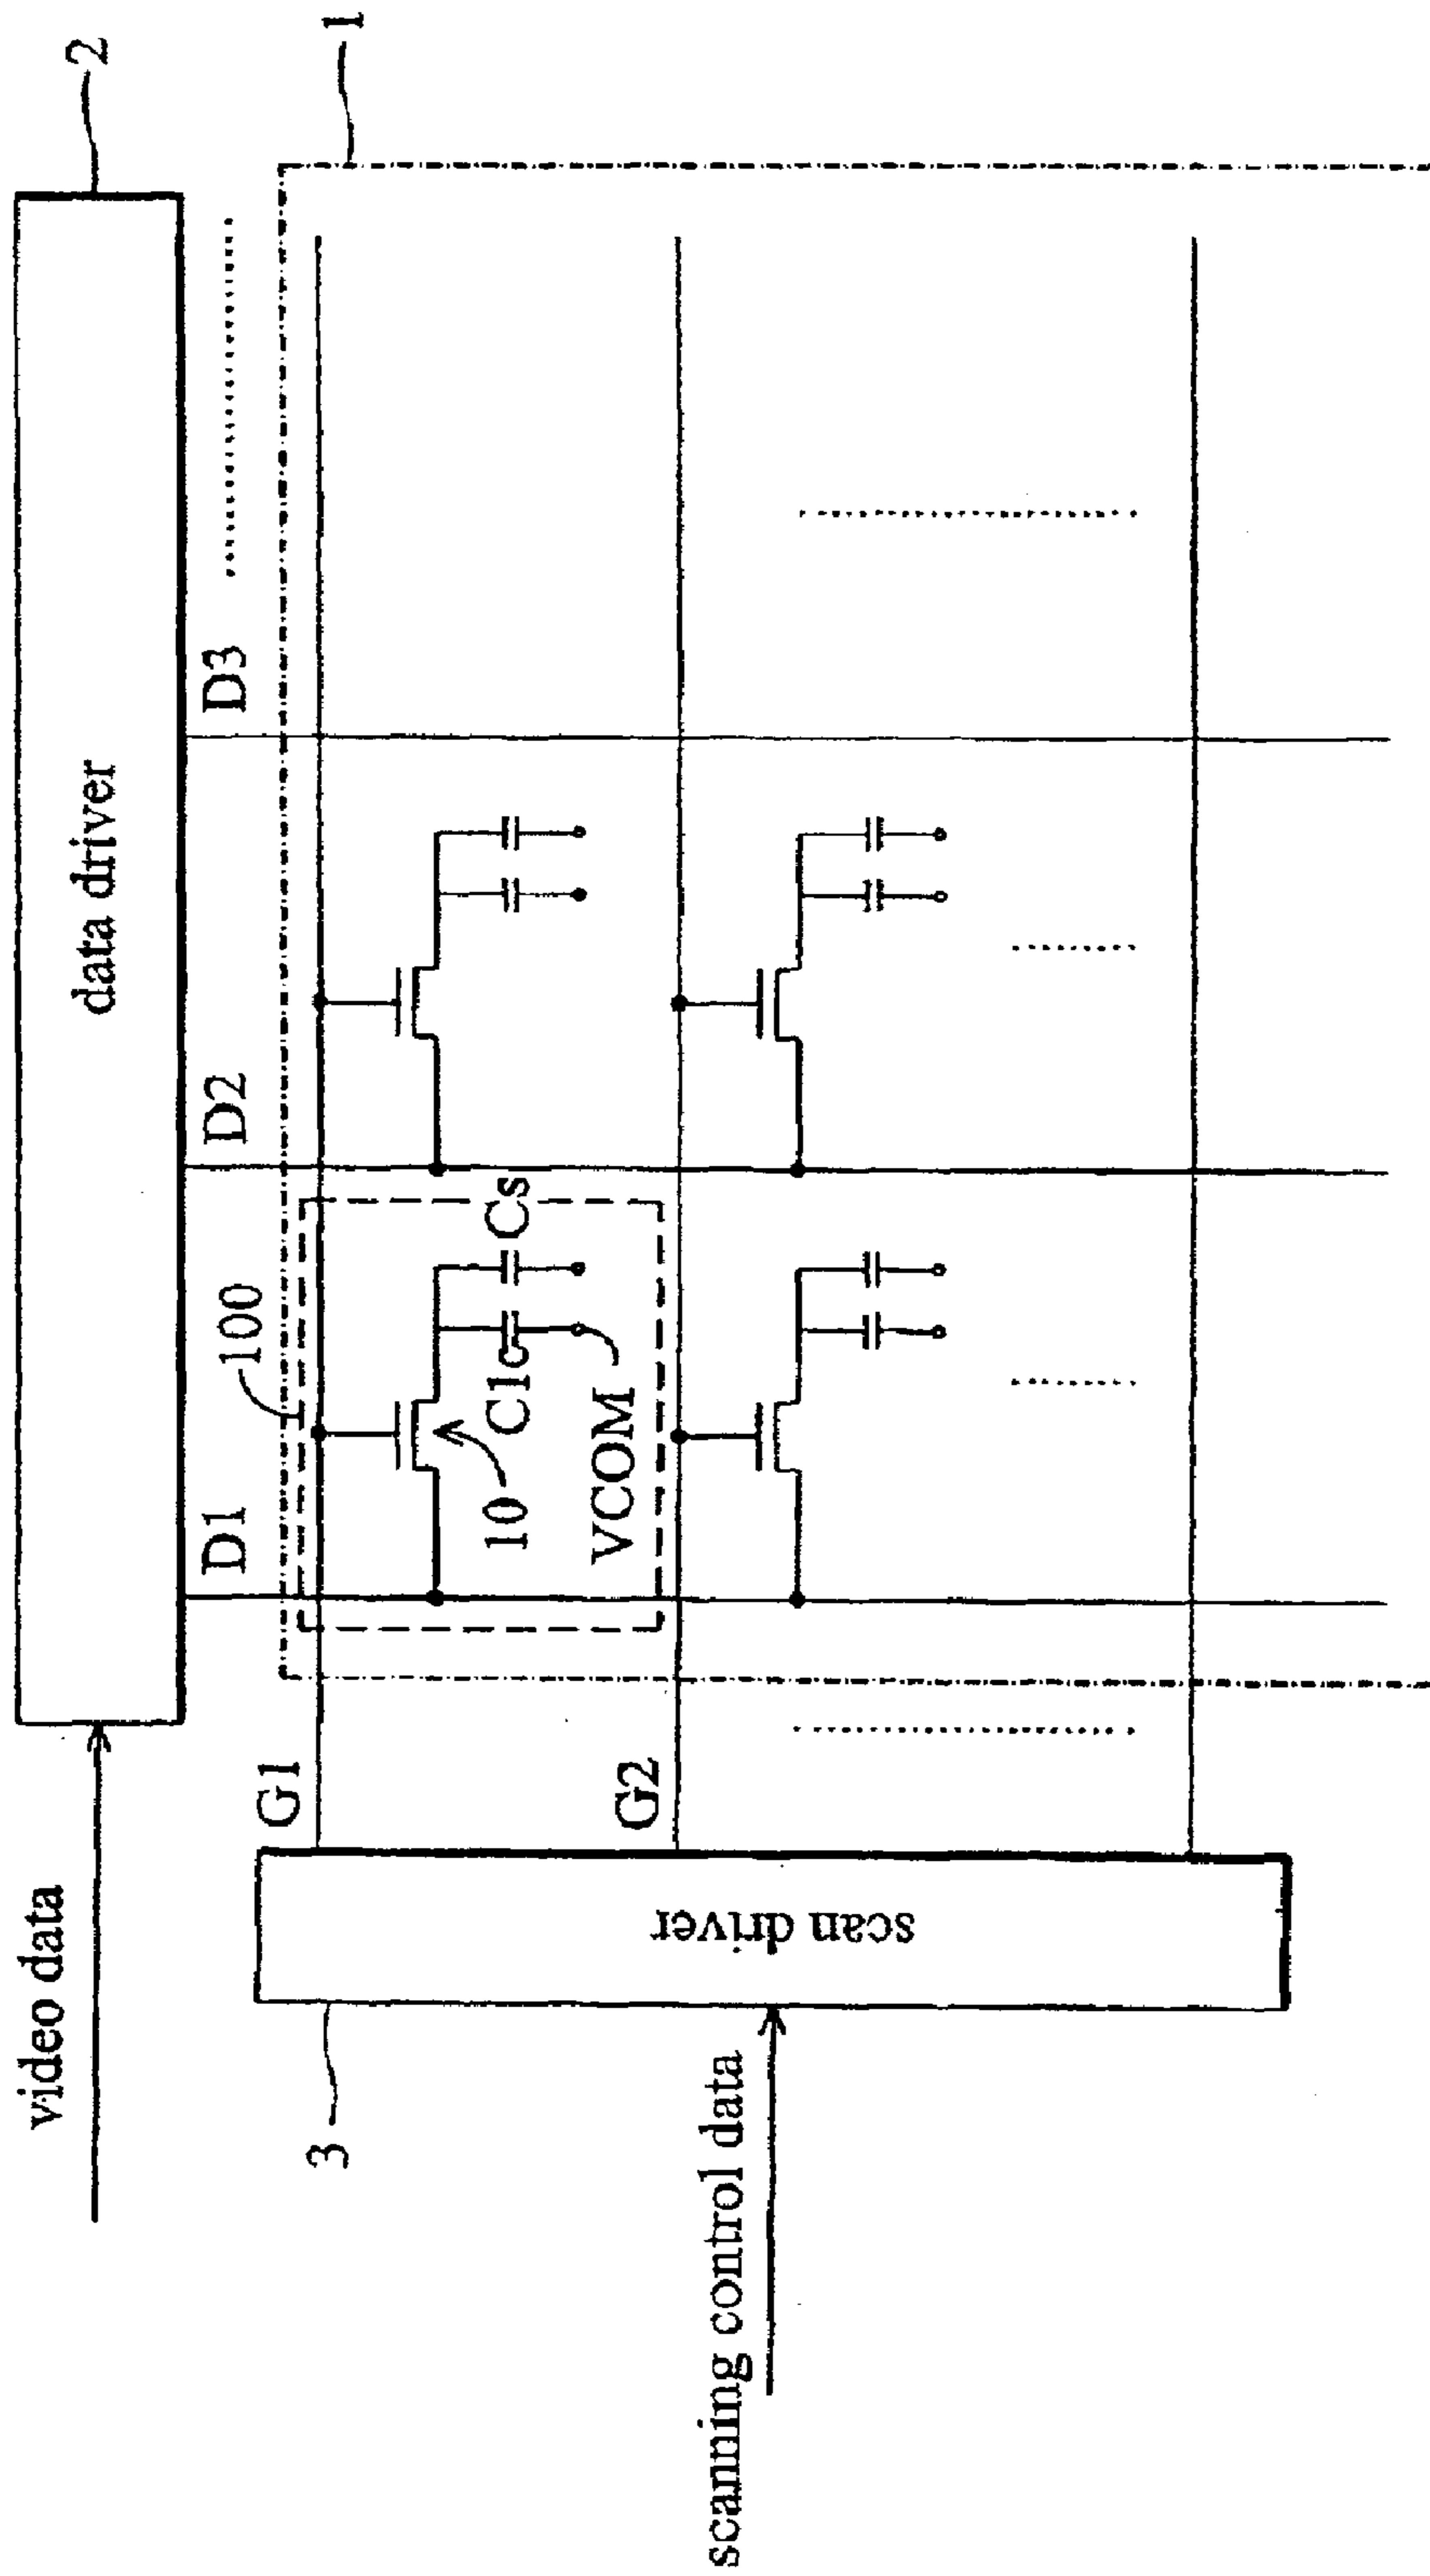 video data
data driver
2
D1
D2
D3
1
G1
100
10
C1c
Cs
VCOM
G2
3
scan driver
scanning control data